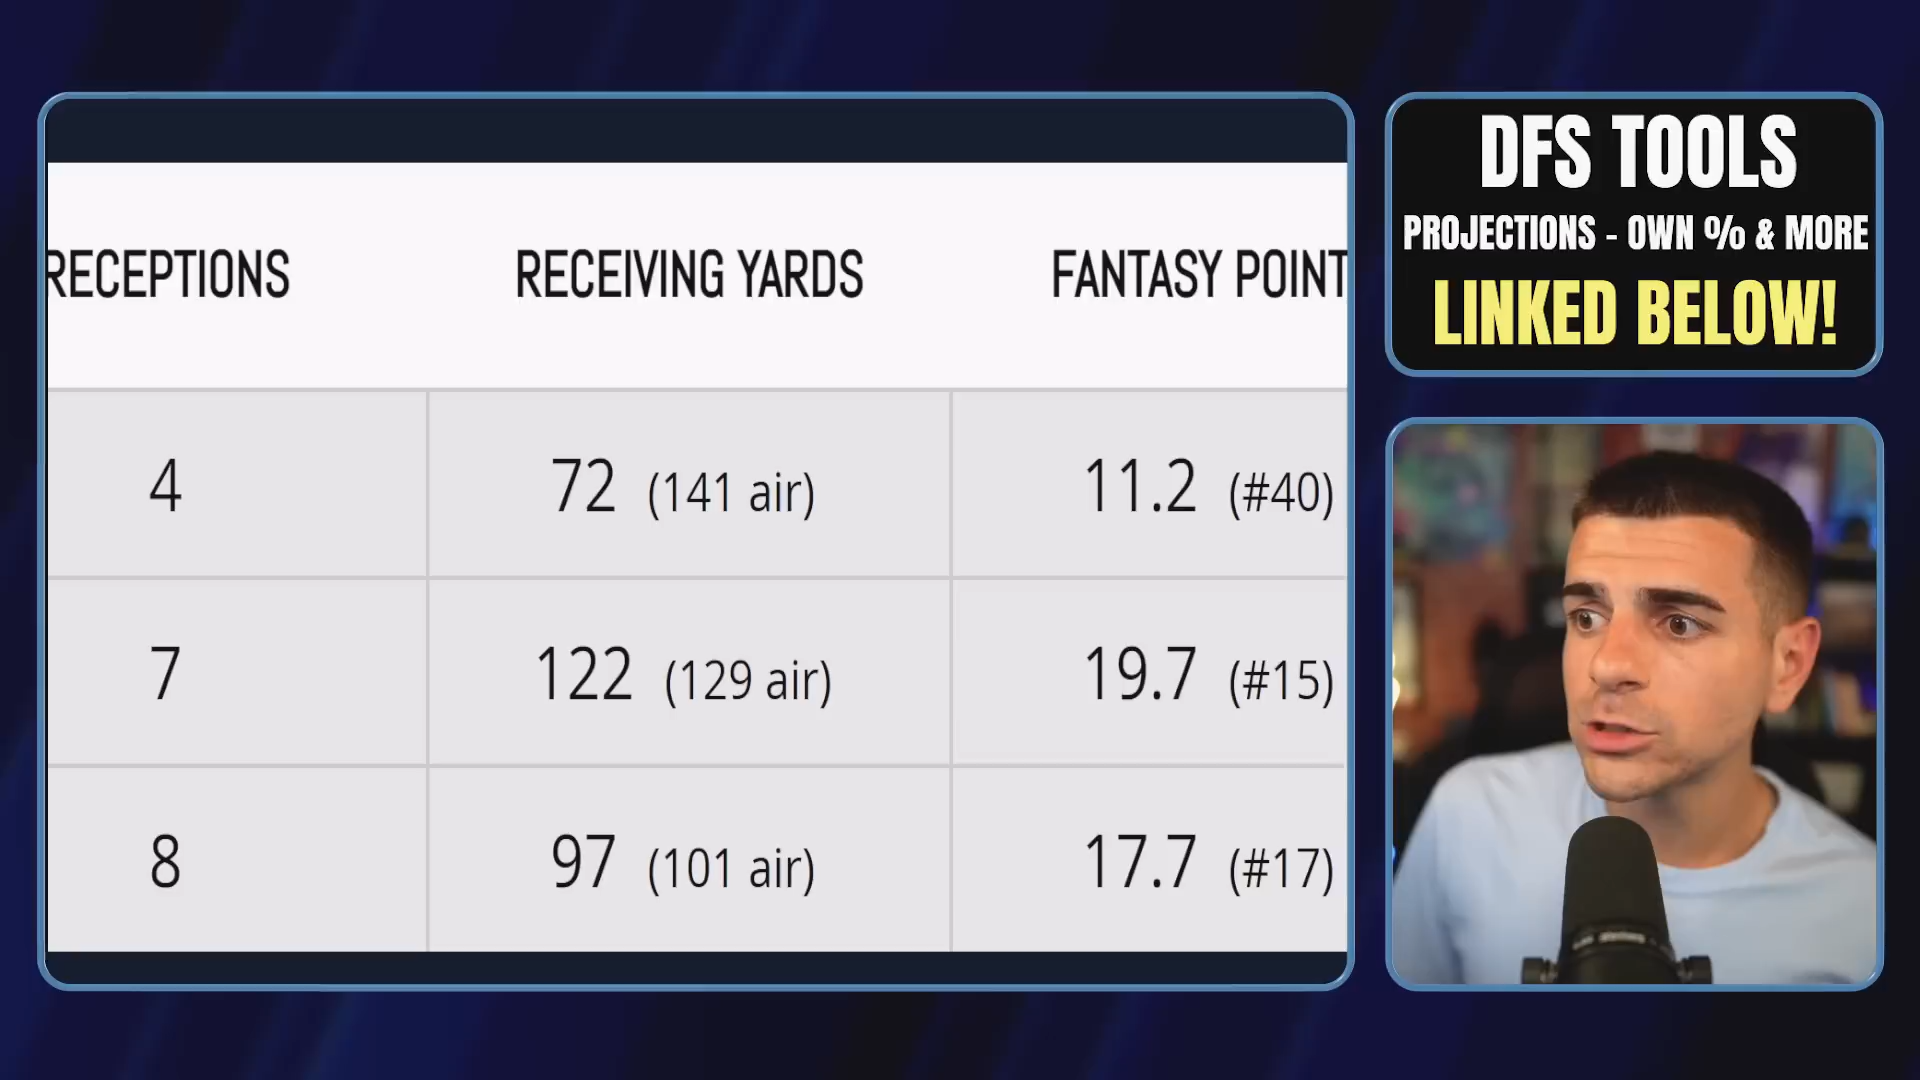 RECEPTIONS RECEIVING YARDS FANTASY POINT
4 72 (141 air) 11.2 (#40)
7 122 (129 air) 19.7 (#15)
8 97 (101 air) 17.7 (#17)
DFS TOOLS
PROJECTIONS - OWN % & MORE
LINKED BELOW!